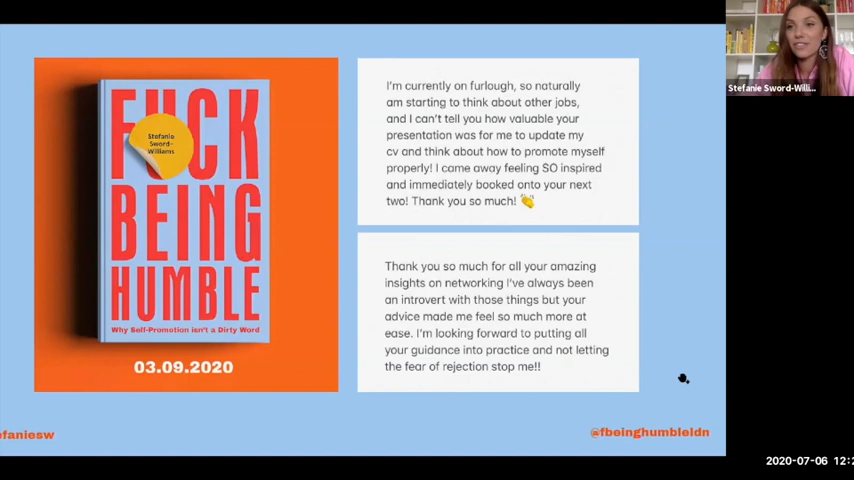 FUCK
Stefanie
Sword-
Williams
BEING
HUMBLE
Why Self-Promotion isn't a Dirty Word
03.09.2020
I'm currently on furlough, so naturally
am starting to think about other jobs,
and I can't tell you how valuable your
presentation was for me to update my
cv and think about how to promote myself
properly! I came away feeling SO inspired
and immediately booked onto your next
two! Thank you so much! 👏
Thank you so much for all your amazing
insights on networking I've always been
an introvert with those things but your
advice made me feel so much more at
ease. I'm looking forward to putting all
your guidance into practice and not letting
the fear of rejection stop me!!
efaniesw
@fbeinghumbleldn
Stefanie Sword-Willi...
2020-07-06 12:2